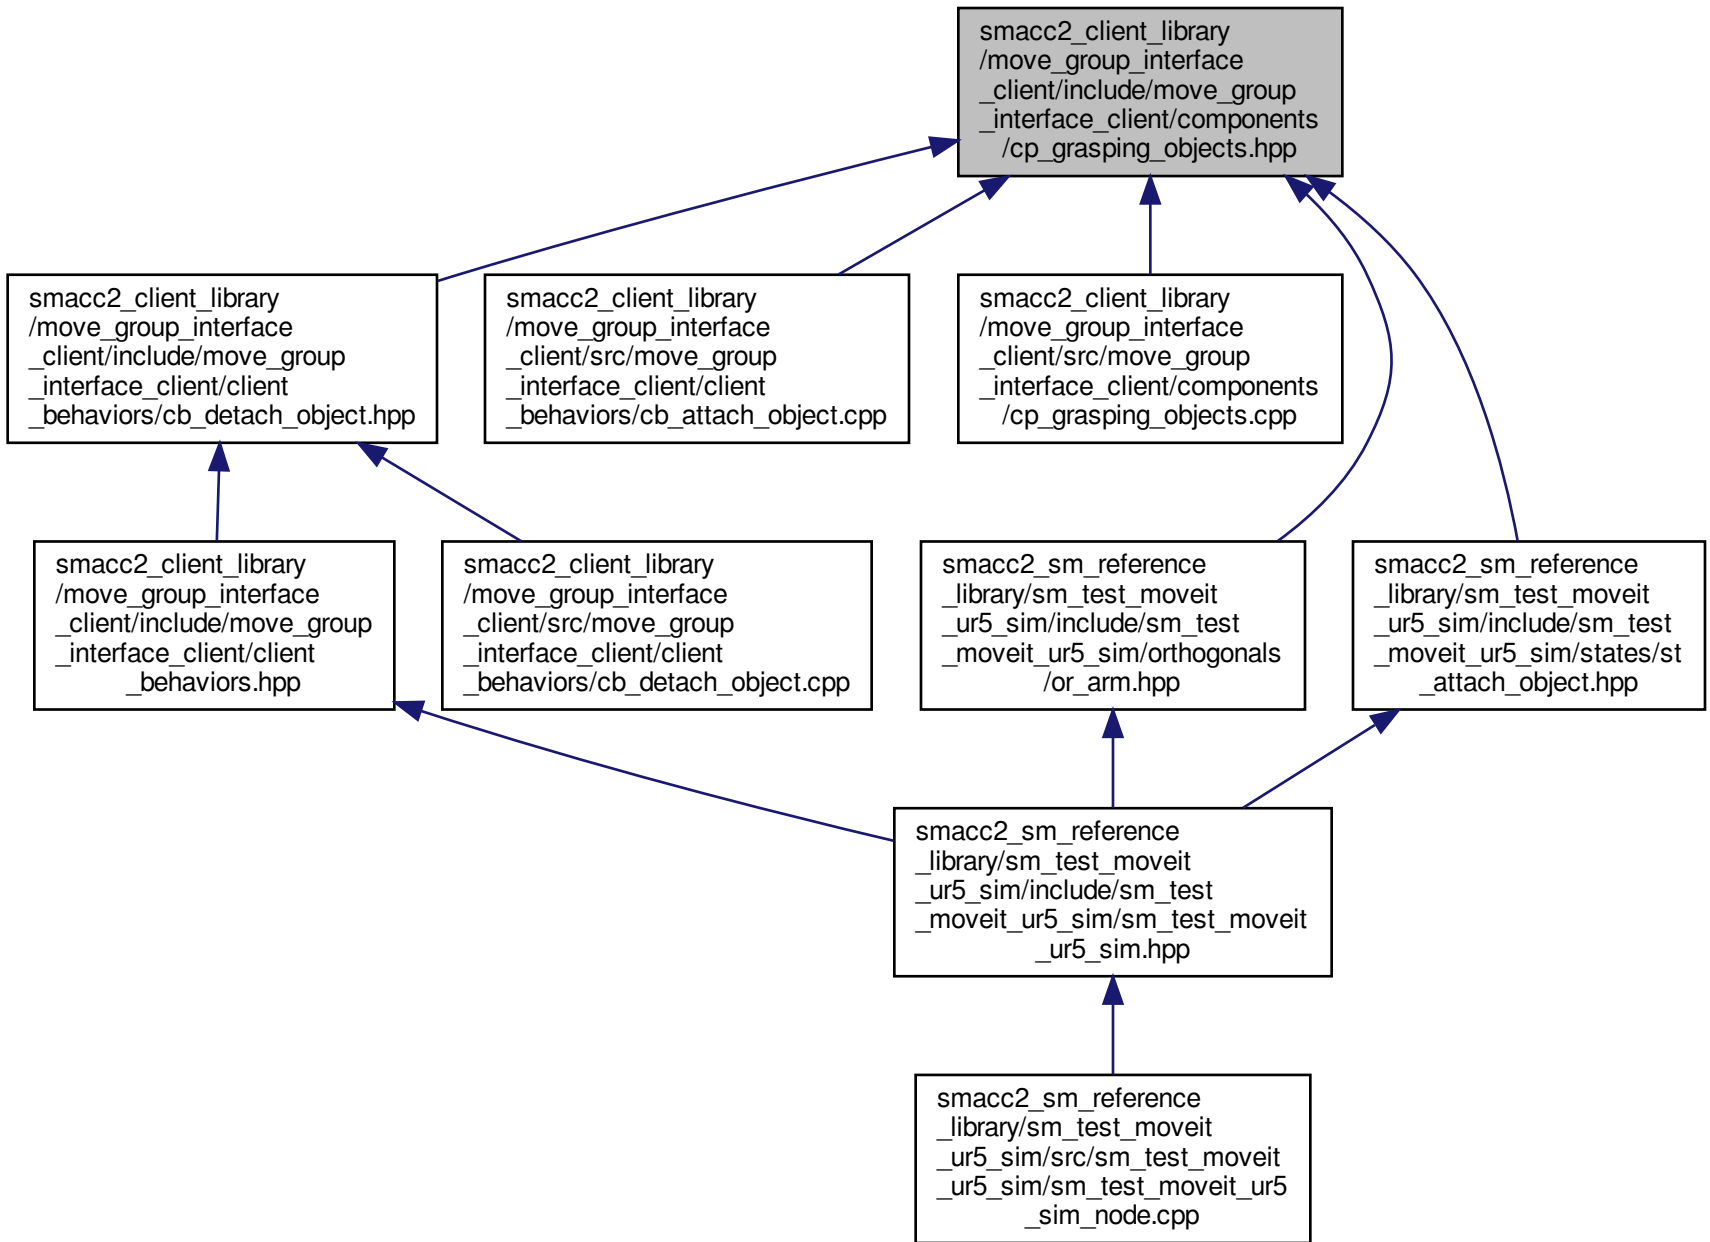 smacc2_client_library
/move_group_interface
_client/include/move_group
_interface_client/components
/cp_grasping_objects.hpp
smacc2_client_library
/move_group_interface
_client/include/move_group
_interface_client/client
_behaviors/cb_detach_object.hpp
smacc2_client_library
/move_group_interface
_client/src/move_group
_interface_client/client
_behaviors/cb_attach_object.cpp
smacc2_client_library
/move_group_interface
_client/src/move_group
_interface_client/components
/cp_grasping_objects.cpp
smacc2_client_library
/move_group_interface
_client/include/move_group
_interface_client/client
_behaviors.hpp
smacc2_client_library
/move_group_interface
_client/src/move_group
_interface_client/client
_behaviors/cb_detach_object.cpp
smacc2_sm_reference
_library/sm_test_moveit
_ur5_sim/include/sm_test
_moveit_ur5_sim/orthogonals
/or_arm.hpp
smacc2_sm_reference
_library/sm_test_moveit
_ur5_sim/include/sm_test
_moveit_ur5_sim/states/st
_attach_object.hpp
smacc2_sm_reference
_library/sm_test_moveit
_ur5_sim/include/sm_test
_moveit_ur5_sim/sm_test_moveit
_ur5_sim.hpp
smacc2_sm_reference
_library/sm_test_moveit
_ur5_sim/src/sm_test_moveit
_ur5_sim/sm_test_moveit_ur5
_sim_node.cpp